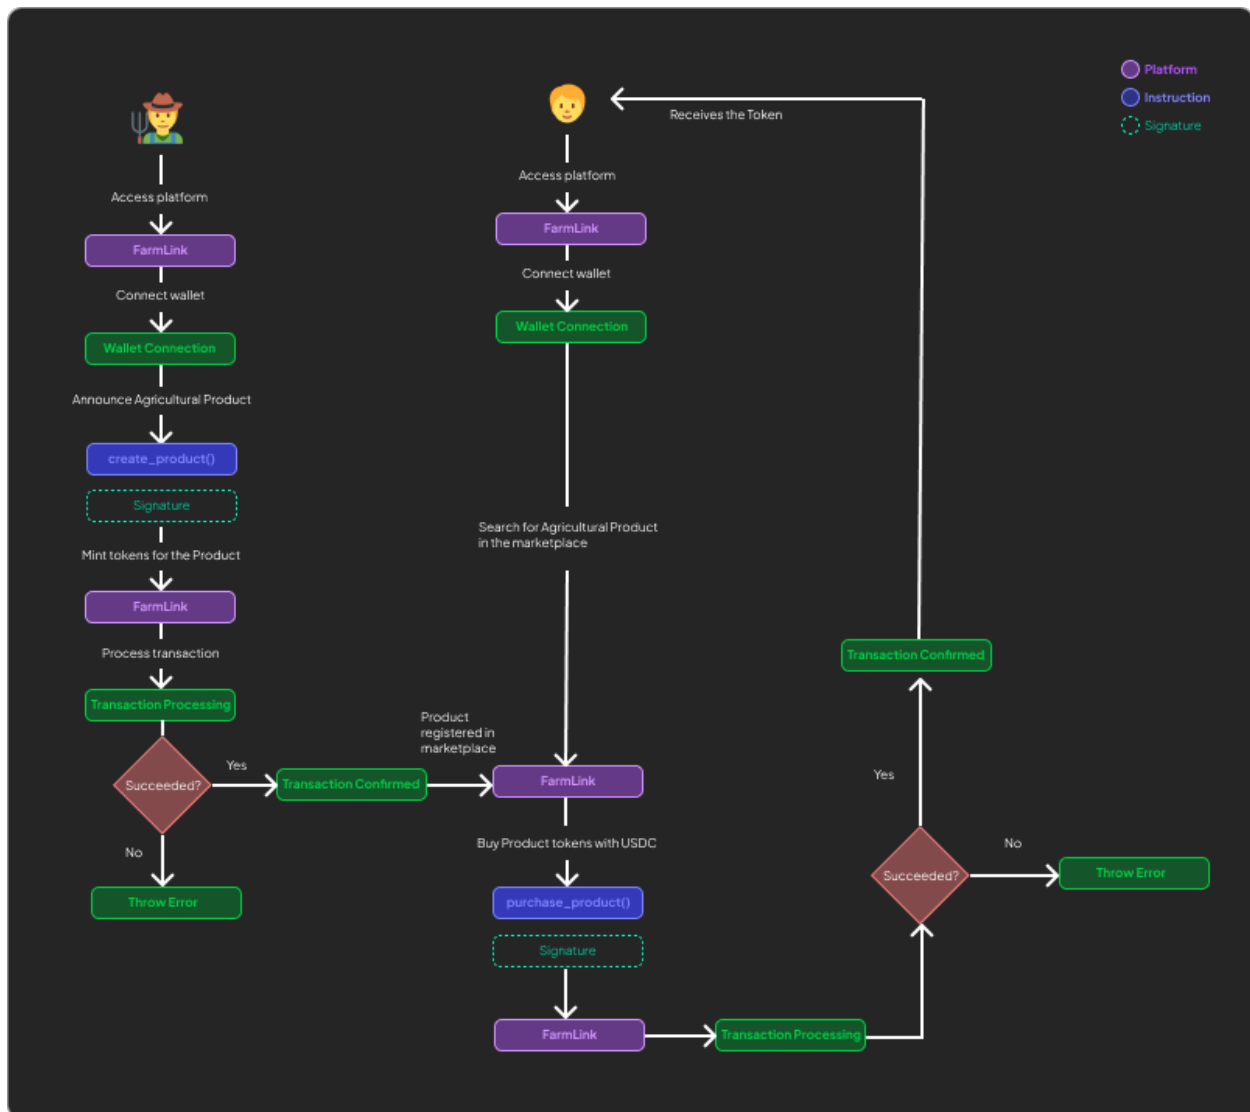 Platform
Instruction
Signature
Access platform
FarmLink
Connect wallet
Wallet Connection
Announce Agricultural Product
create_product()
Signature
Mint tokens for the Product
FarmLink
Process transaction
Transaction Processing
Succeeded?
Yes
No
Throw Error
Transaction Confirmed
Product
registered in
marketplace
Receives the Token
Access platform
FarmLink
Connect wallet
Wallet Connection
Search for Agricultural Product
in the marketplace
FarmLink
Buy Product tokens with USDC
purchase_product()
Signature
FarmLink
Transaction Processing
Succeeded?
No
Throw Error
Yes
Transaction Confirmed